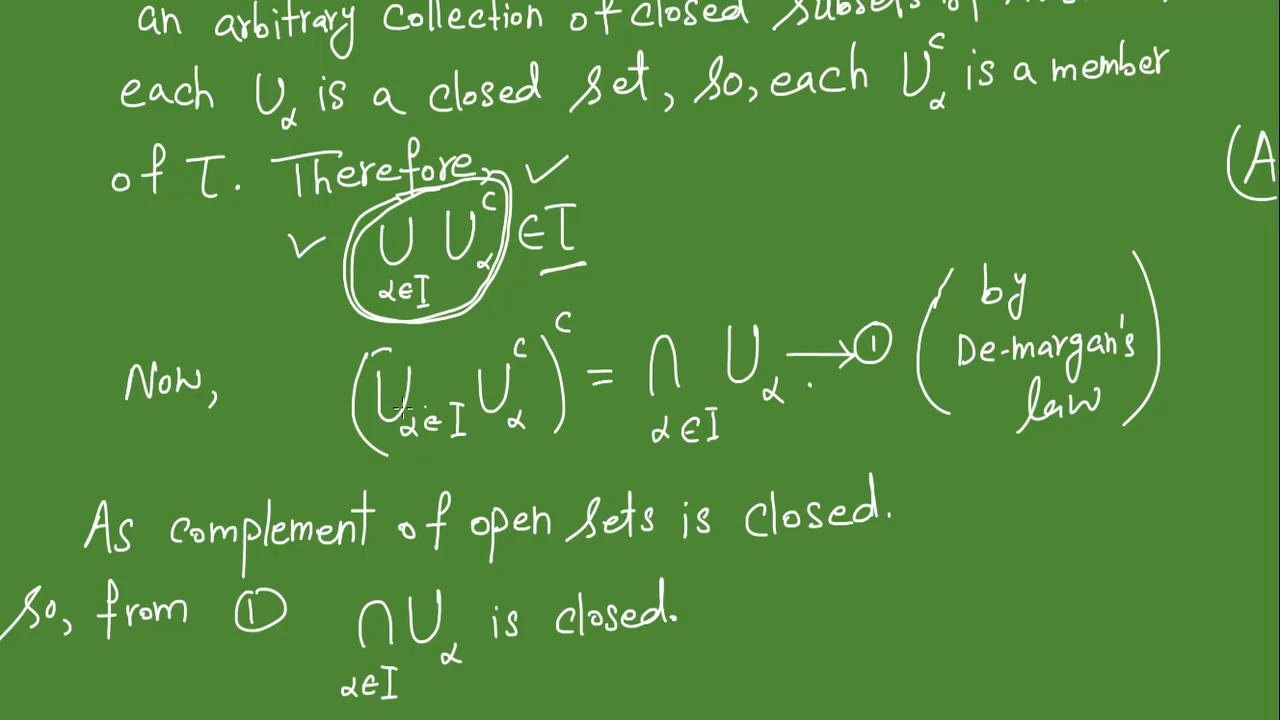 an arbitrary collection of closed subsets of
each U_α is a closed set, so, each U_α^c is a member
of τ. Therefore, ✓
✓ ∪_{α∈I} U_α^c ∈ τ
(A
Now, (∪_{α∈I} U_α^c)^c = ∩_{α∈I} U_α. → ① (by De-margan's law)
As complement of open sets is closed.
so, from ① ∩_{α∈I} U_α is closed.